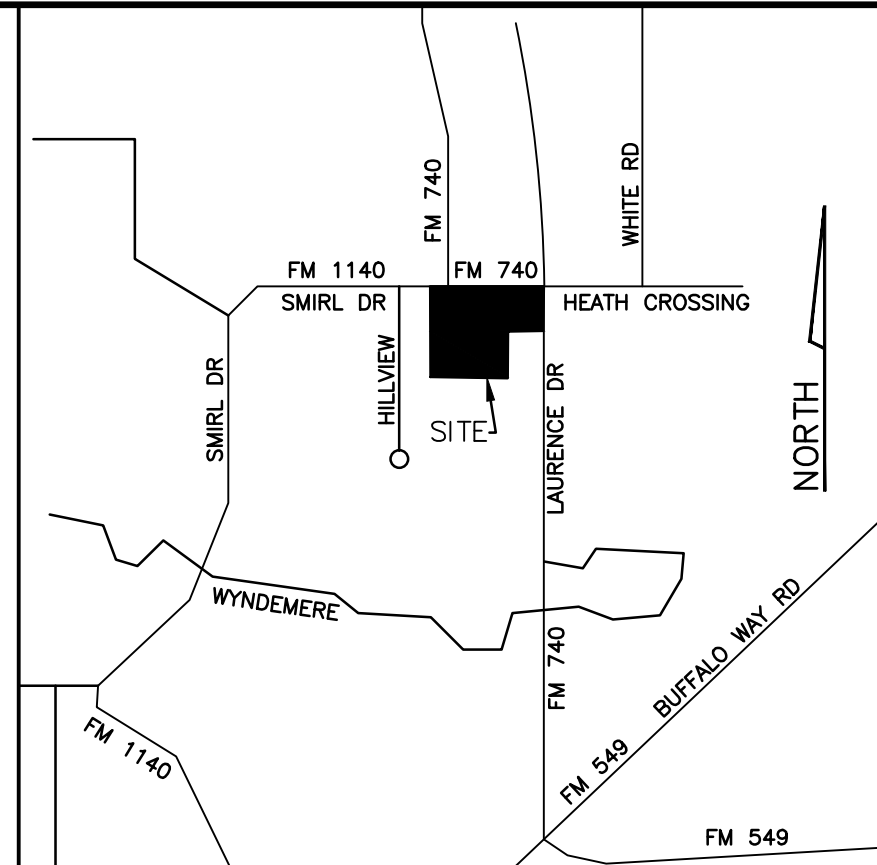 FM 740
WHITE RD
FM 1140
FM 740
SMIRL DR
HEATH CROSSING
HILLVIEW
SMIRL DR
SITE
LAURENCE DR
NORTH
WYNDEMERE
FM 740
BUFFALO WAY RD
FM 1140
FM 549
FM 549